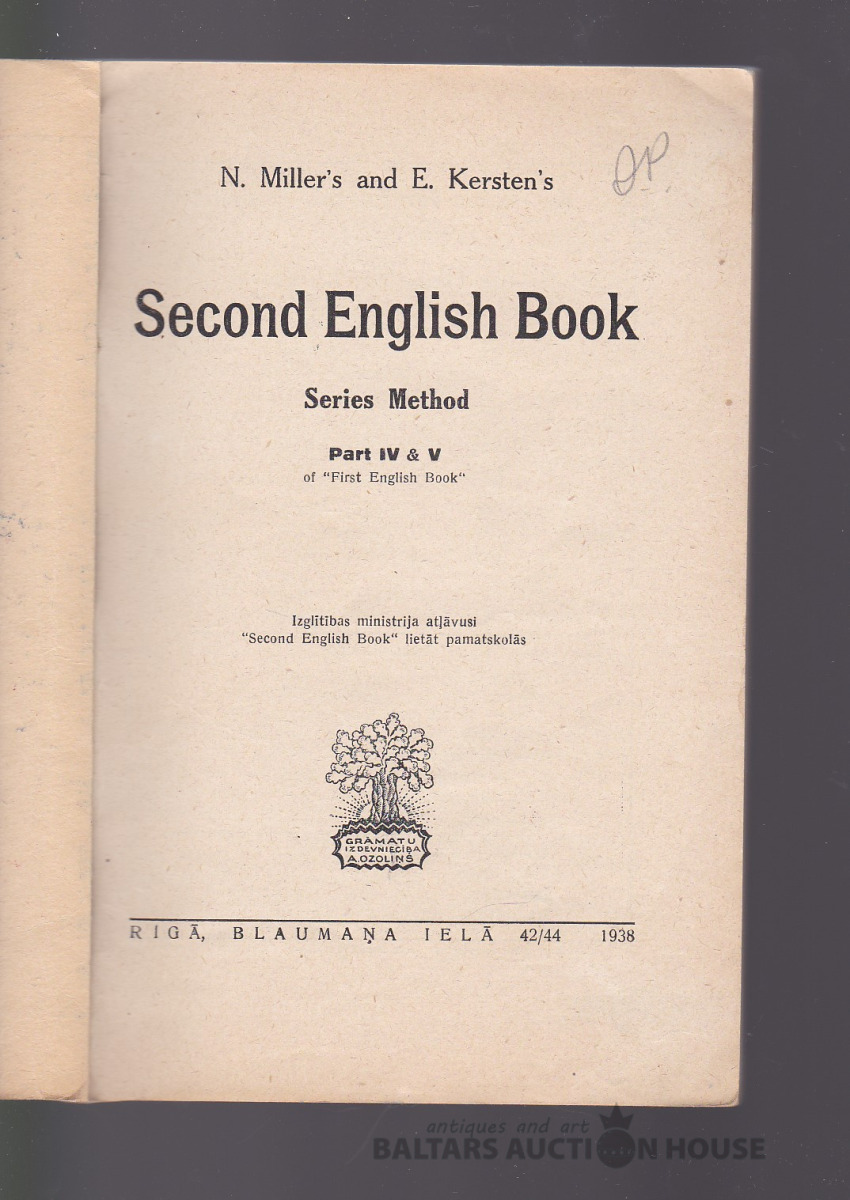 N. Miller's and E. Kersten's
Second English Book
Series Method
Part IV & V
of "First English Book“
Izglītības ministrija atļāvusi
"Second English Book“ lietāt pamatskolās
GRĀMATU
IZDEVNIECĪBA
A. OZOLIŅŠ
RIGĀ, BLAUMAŅA IELĀ 42/44 1938
antiques and art
BALTARS AUCTION HOUSE